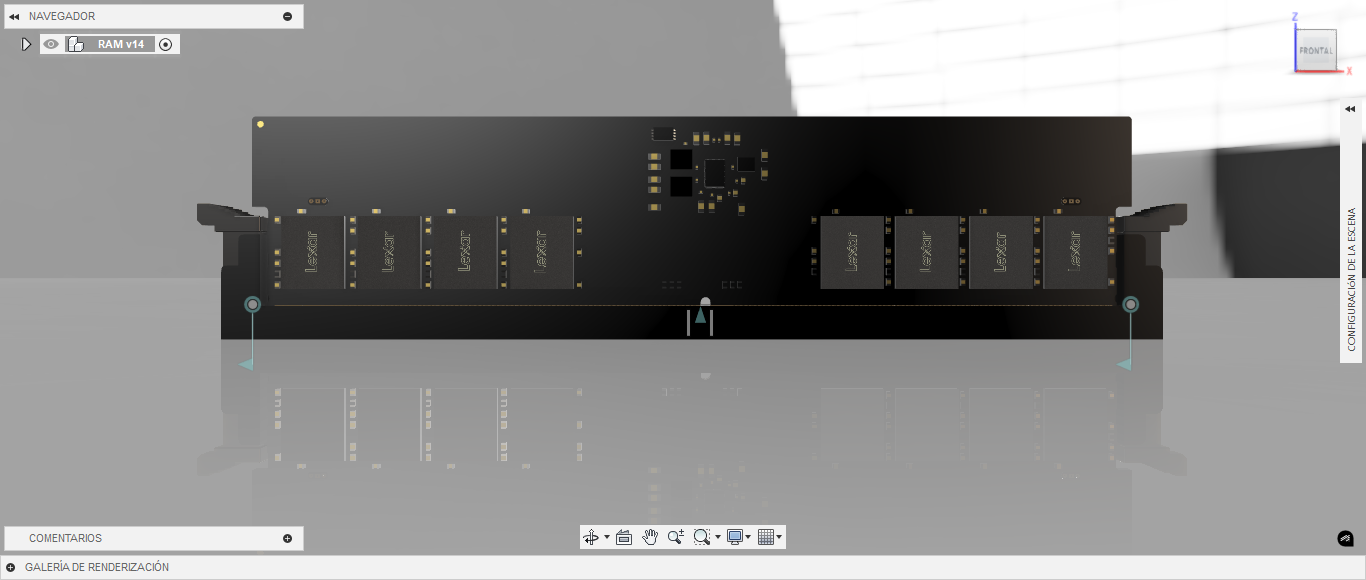 NAVEGADOR
RAM v14
Z
FRONTAL
X
CONFIGURACIÓN DE LA ESCENA
Lexar
Lexar
Lexar
Lexar
Lexar
Lexar
Lexar
Lexar
COMENTARIOS
GALERÍA DE RENDERIZACIÓN